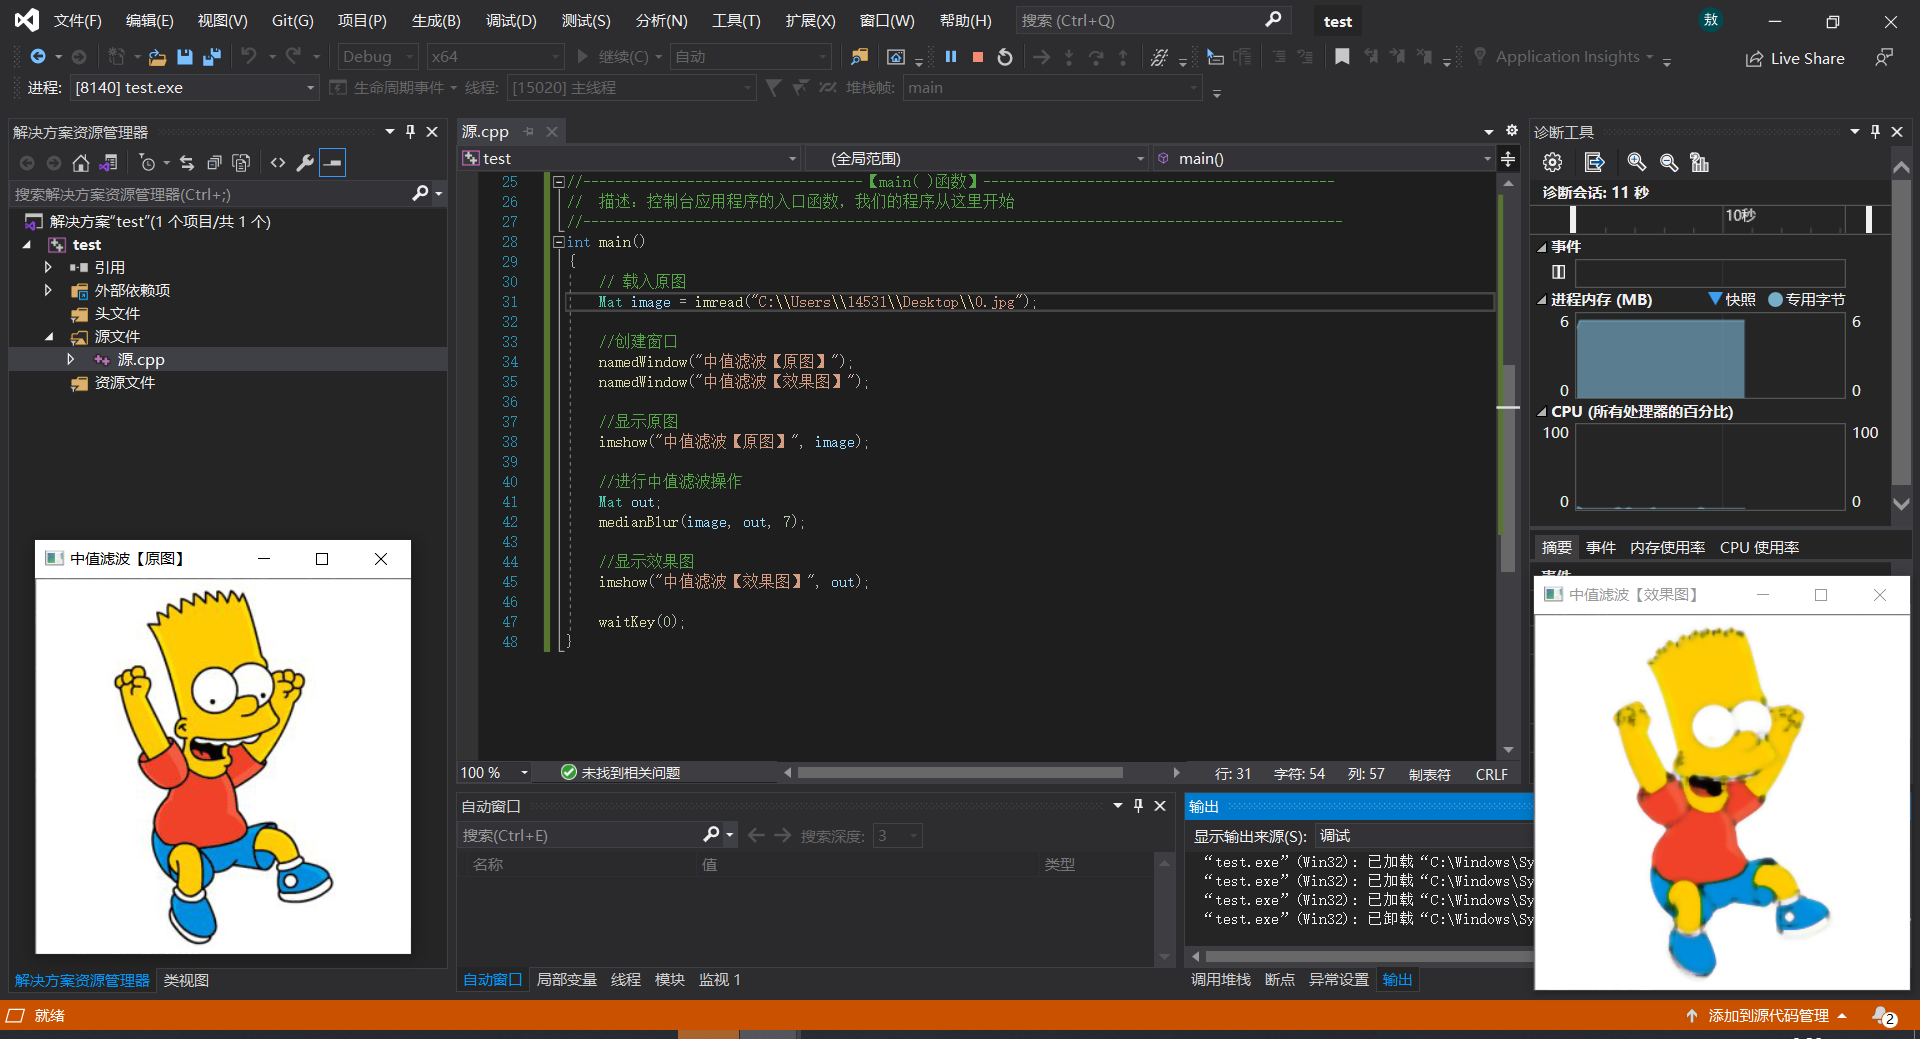 文件(F) 编辑(E) 视图(V) Git(G) 项目(P) 生成(B) 调试(D) 测试(S) 分析(N) 工具(T) 扩展(X) 窗口(W) 帮助(H) 搜索 (Ctrl+Q) test 敖
Debug x64 继续(C) 自动 Application Insights Live Share
进程: [8140] test.exe 生命周期事件 线程: [15020] 主线程 堆栈帧: main
解决方案资源管理器
搜索解决方案资源管理器(Ctrl+;)
解决方案"test"(1 个项目/共 1 个)
test
引用
外部依赖项
头文件
源文件
源.cpp
资源文件
中值滤波【原图】
解决方案资源管理器 类视图
源.cpp
test (全局范围) main()
25 //-----------------------------------【main( )函数】--------------------------------------------
26 // 描述: 控制台应用程序的入口函数, 我们的程序从这里开始
27 //-----------------------------------------------------------------------------------------------
28 int main()
29 {
30 // 载入原图
31 Mat image = imread("C:\\Users\\14531\\Desktop\\0.jpg");
32
33 //创建窗口
34 namedWindow("中值滤波【原图】");
35 namedWindow("中值滤波【效果图】");
36
37 //显示原图
38 imshow("中值滤波【原图】", image);
39
40 //进行中值滤波操作
41 Mat out;
42 medianBlur(image, out, 7);
43
44 //显示效果图
45 imshow("中值滤波【效果图】", out);
46
47 waitKey(0);
48 }
100 % 未找到相关问题 行: 31 字符: 54 列: 57 制表符 CRLF
自动窗口
搜索(Ctrl+E) 搜索深度: 3
名称 值 类型
自动窗口 局部变量 线程 模块 监视 1
输出
显示输出来源(S): 调试
“test.exe”(Win32): 已加载“C:\Windows\Sy
“test.exe”(Win32): 已加载“C:\Windows\Sy
“test.exe”(Win32): 已加载“C:\Windows\Sy
“test.exe”(Win32): 已卸载“C:\Windows\Sy
调用堆栈 断点 异常设置 输出
诊断工具
诊断会话: 11 秒
10秒
事件
进程内存 (MB) 快照 专用字节
6 6
0 0
CPU (所有处理器的百分比)
100 100
0 0
摘要 事件 内存使用率 CPU 使用率
中值滤波【效果图】
就绪 添加到源代码管理 2